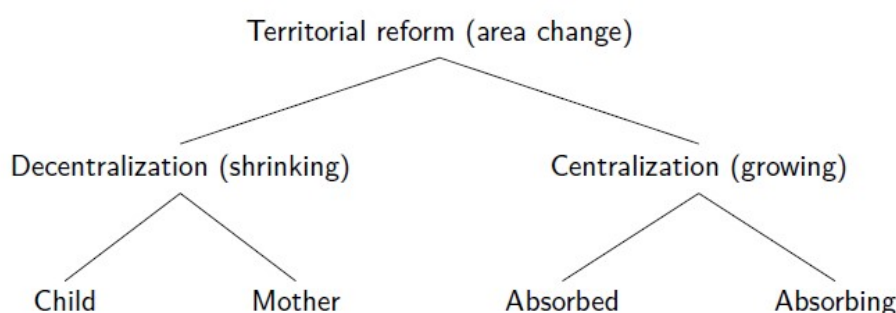 Territorial reform (area change)
Decentralization (shrinking)
Centralization (growing)
Child
Mother
Absorbed
Absorbing